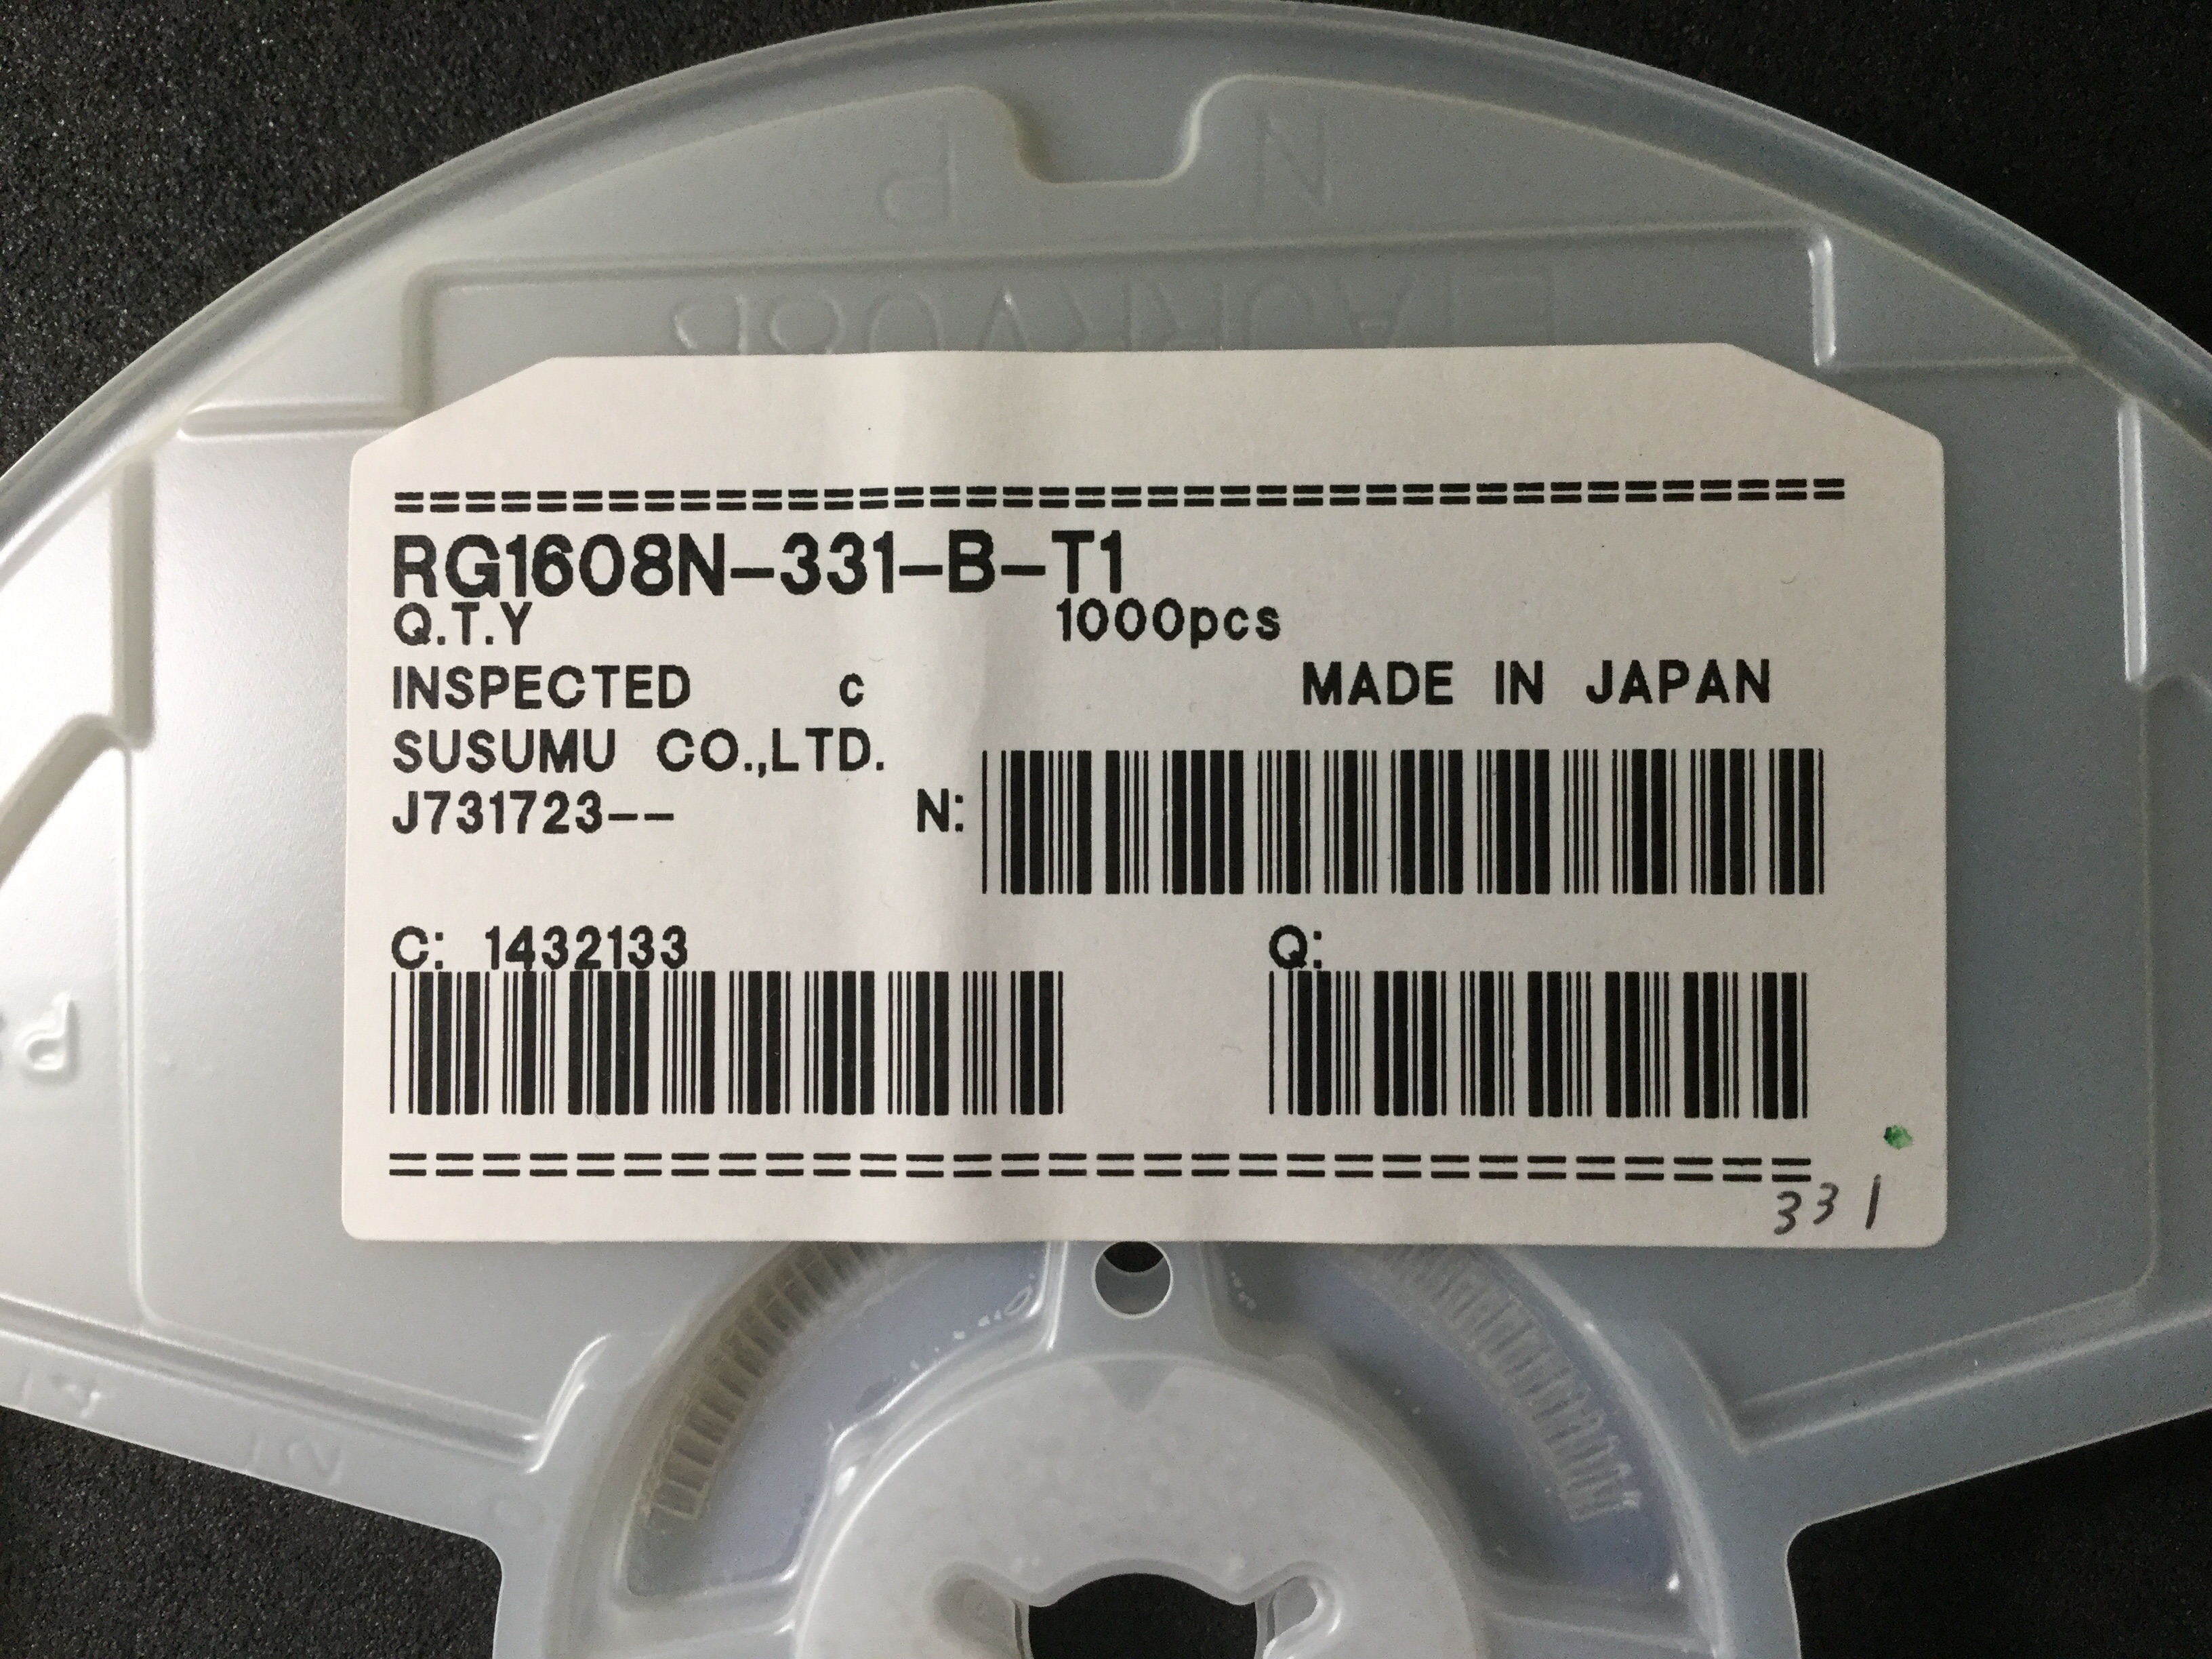 ==========================================
RG1608N-331-B-T1
Q.T.Y 1000pcs
INSPECTED c MADE IN JAPAN
SUSUMU CO.,LTD.
J731723-- N:
C: 1432133 Q:
==============================
331